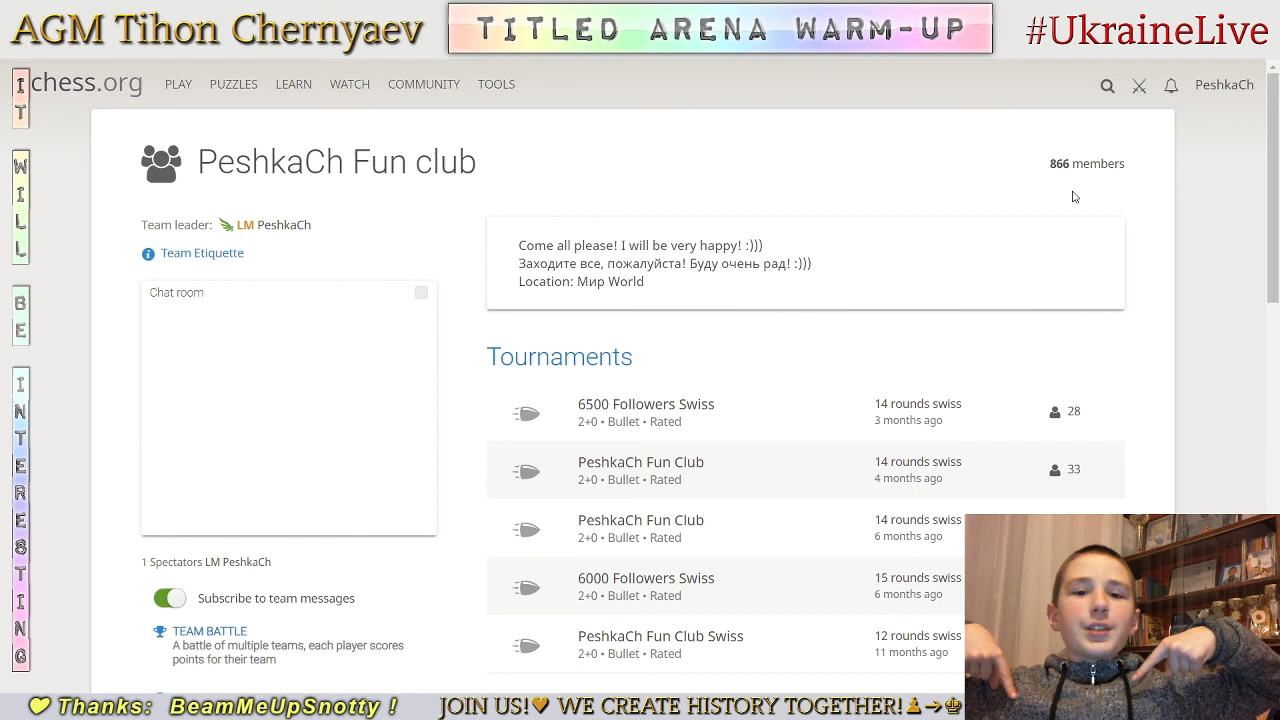 AGM Tihon Chernyaev
TITLED ARENA WARM-UP
#UkraineLive
IT WILL BE INTERESTING
chess.org
PLAY PUZZLES LEARN WATCH COMMUNITY TOOLS
PeshkaCh
PeshkaCh Fun club
866 members
Team leader: LM PeshkaCh
Team Etiquette
Chat room
1 Spectators LM PeshkaCh
Subscribe to team messages
TEAM BATTLE
A battle of multiple teams, each player scores
points for their team
Come all please! I will be very happy! :)))
Заходите все, пожалуйста! Буду очень рад! :)))
Location: Мир World
Tournaments
6500 Followers Swiss 14 rounds swiss 28
2+0 • Bullet • Rated 3 months ago
PeshkaCh Fun Club 14 rounds swiss 33
2+0 • Bullet • Rated 4 months ago
PeshkaCh Fun Club 14 rounds swiss
2+0 • Bullet • Rated 6 months ago
6000 Followers Swiss 15 rounds swiss
2+0 • Bullet • Rated 6 months ago
PeshkaCh Fun Club Swiss 12 rounds swiss
2+0 • Bullet • Rated 11 months ago
Thanks: BeamMeUpSnotty !
JOIN US!🧡 WE CREATE HISTORY TOGETHER!♟→♚